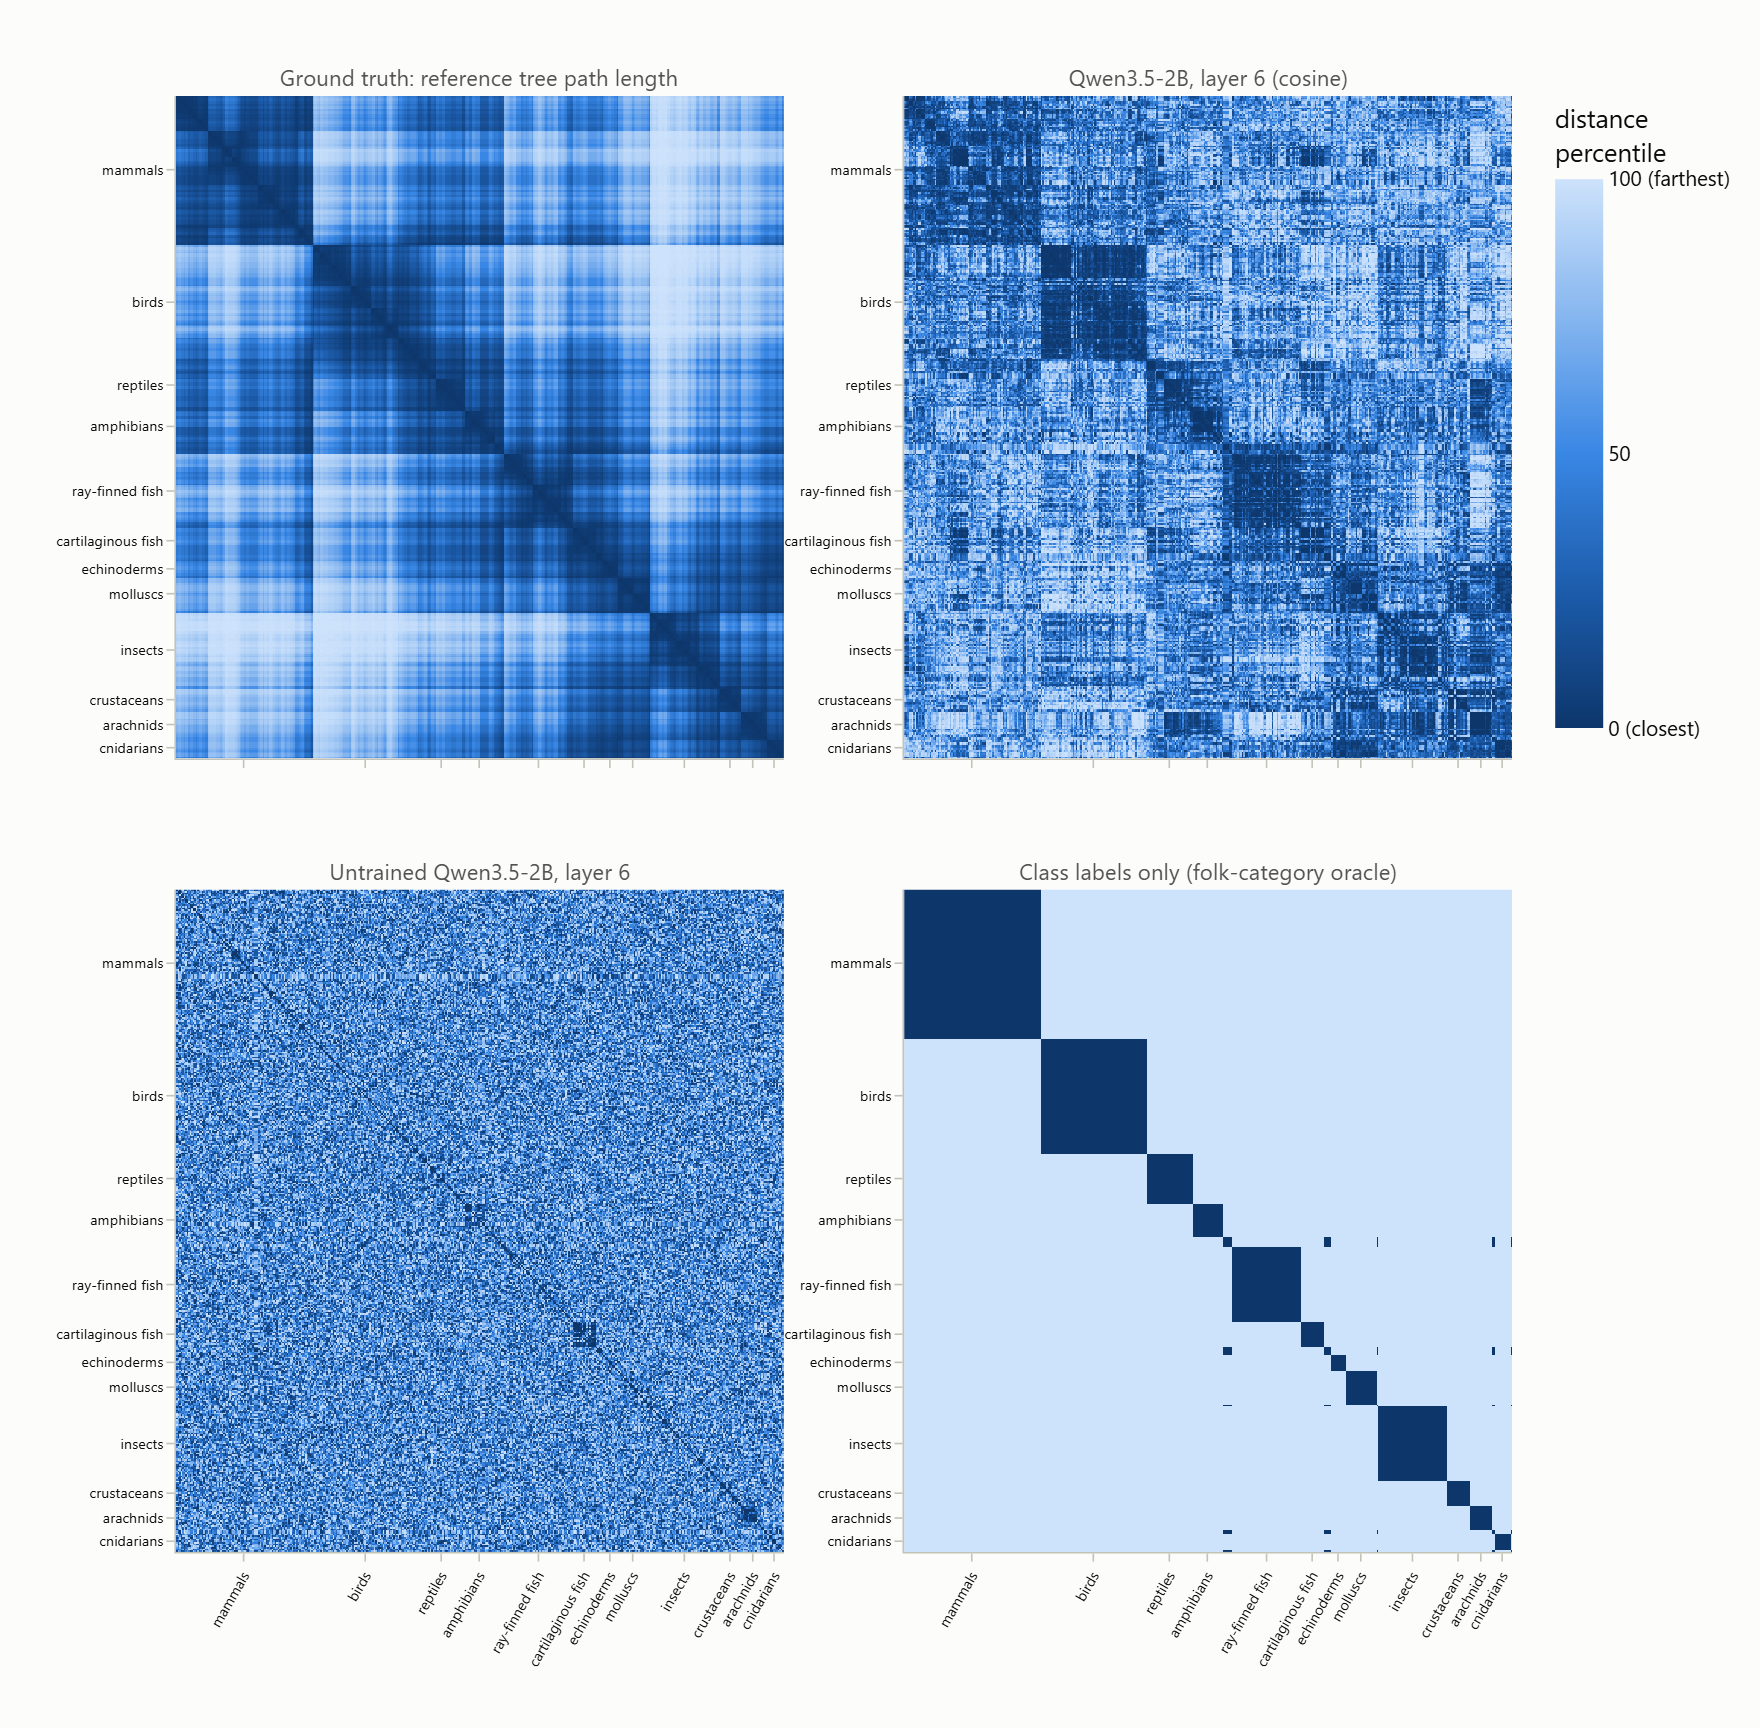 Ground truth: reference tree path length
mammals
birds
reptiles
amphibians
ray-finned fish
cartilaginous fish
echinoderms
molluscs
insects
crustaceans
arachnids
cnidarians
Qwen3.5-2B, layer 6 (cosine)
mammals
birds
reptiles
amphibians
ray-finned fish
cartilaginous fish
echinoderms
molluscs
insects
crustaceans
arachnids
cnidarians
distance
percentile
100 (farthest)
50
0 (closest)
Untrained Qwen3.5-2B, layer 6
mammals
birds
reptiles
amphibians
ray-finned fish
cartilaginous fish
echinoderms
molluscs
insects
crustaceans
arachnids
cnidarians
mammals
birds
reptiles
amphibians
ray-finned fish
cartilaginous fish
echinoderms
molluscs
insects
crustaceans
arachnids
cnidarians
Class labels only (folk-category oracle)
mammals
birds
reptiles
amphibians
ray-finned fish
cartilaginous fish
echinoderms
molluscs
insects
crustaceans
arachnids
cnidarians
mammals
birds
reptiles
amphibians
ray-finned fish
cartilaginous fish
echinoderms
molluscs
insects
crustaceans
arachnids
cnidarians